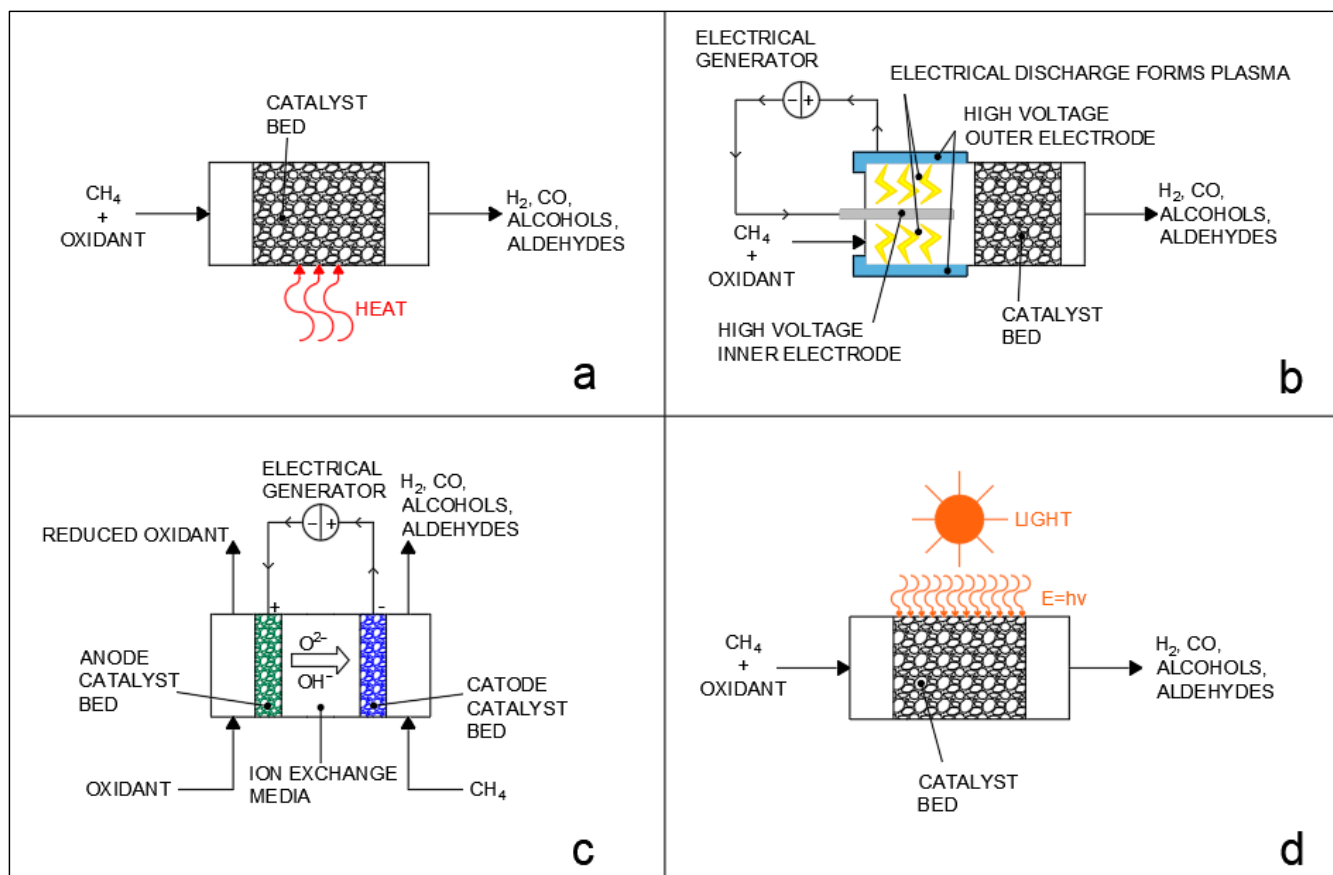 CATALYST
BED
CH₄
+
OXIDANT
H₂, CO,
ALCOHOLS,
ALDEHYDES
HEAT
a
ELECTRICAL
GENERATOR
- +
ELECTRICAL DISCHARGE FORMS PLASMA
HIGH VOLTAGE
OUTER ELECTRODE
CH₄
+
OXIDANT
H₂, CO,
ALCOHOLS,
ALDEHYDES
HIGH VOLTAGE
INNER ELECTRODE
CATALYST
BED
b
ELECTRICAL
GENERATOR
- +
H₂, CO,
ALCOHOLS,
ALDEHYDES
REDUCED OXIDANT
+ -
O²⁻
OH⁻
ANODE
CATALYST
BED
CATODE
CATALYST
BED
OXIDANT
ION EXCHANGE
MEDIA
CH₄
c
LIGHT
E=hv
CH₄
+
OXIDANT
H₂, CO,
ALCOHOLS,
ALDEHYDES
CATALYST
BED
d